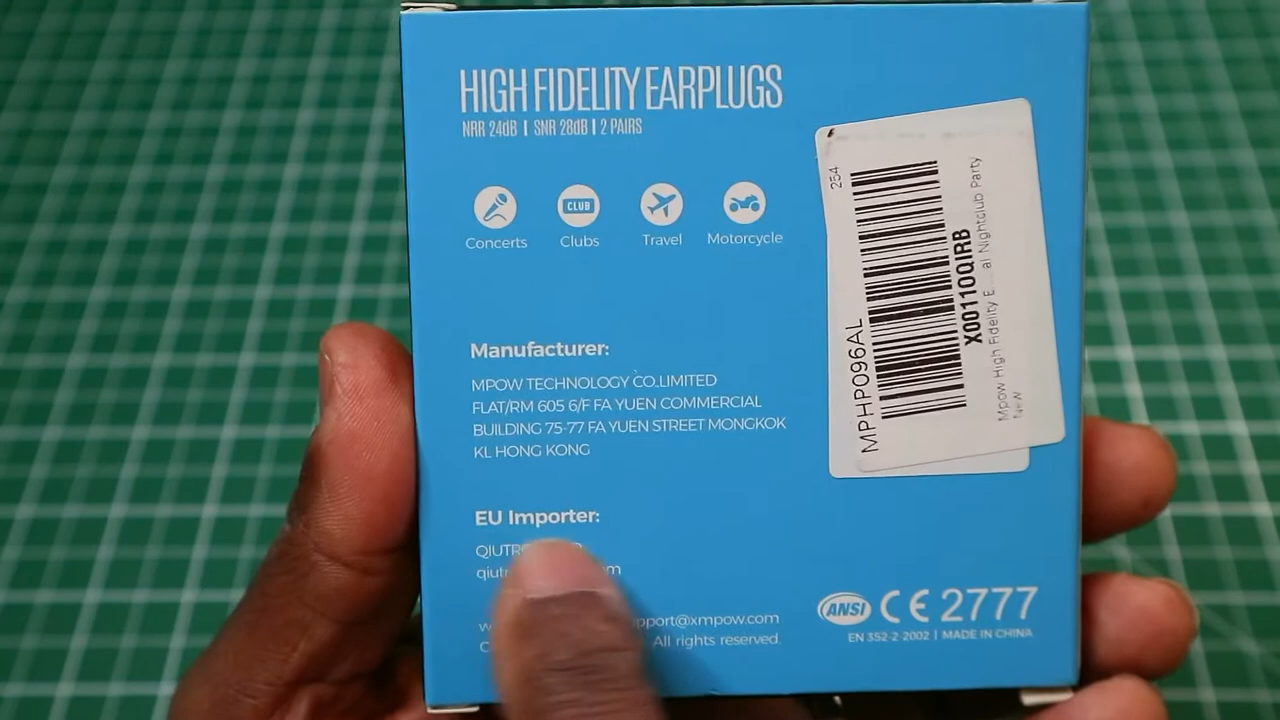 HIGH FIDELITY EARPLUGS
NRR 24dB | SNR 28dB | 2 PAIRS
CLUB
Concerts
Clubs
Travel
Motorcycle
Manufacturer:
MPOW TECHNOLOGY CO.LIMITED
FLAT/RM 605 6/F FA YUEN COMMERCIAL
BUILDING 75-77 FA YUEN STREET MONGKOK
KL HONG KONG
EU Importer:
All rights reserved.
254
MPHP096AL
X00110QIRB
Mpow High Fidelity E... al Nightclub Party
New
ANSI CE 2777
EN 352-2-2002 | MADE IN CHINA